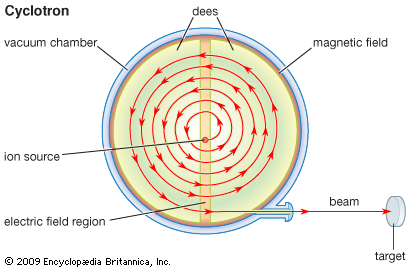 Cyclotron
dees
vacuum chamber
magnetic field
ion source
electric field region
beam
target
© 2009 Encyclopædia Britannica, Inc.